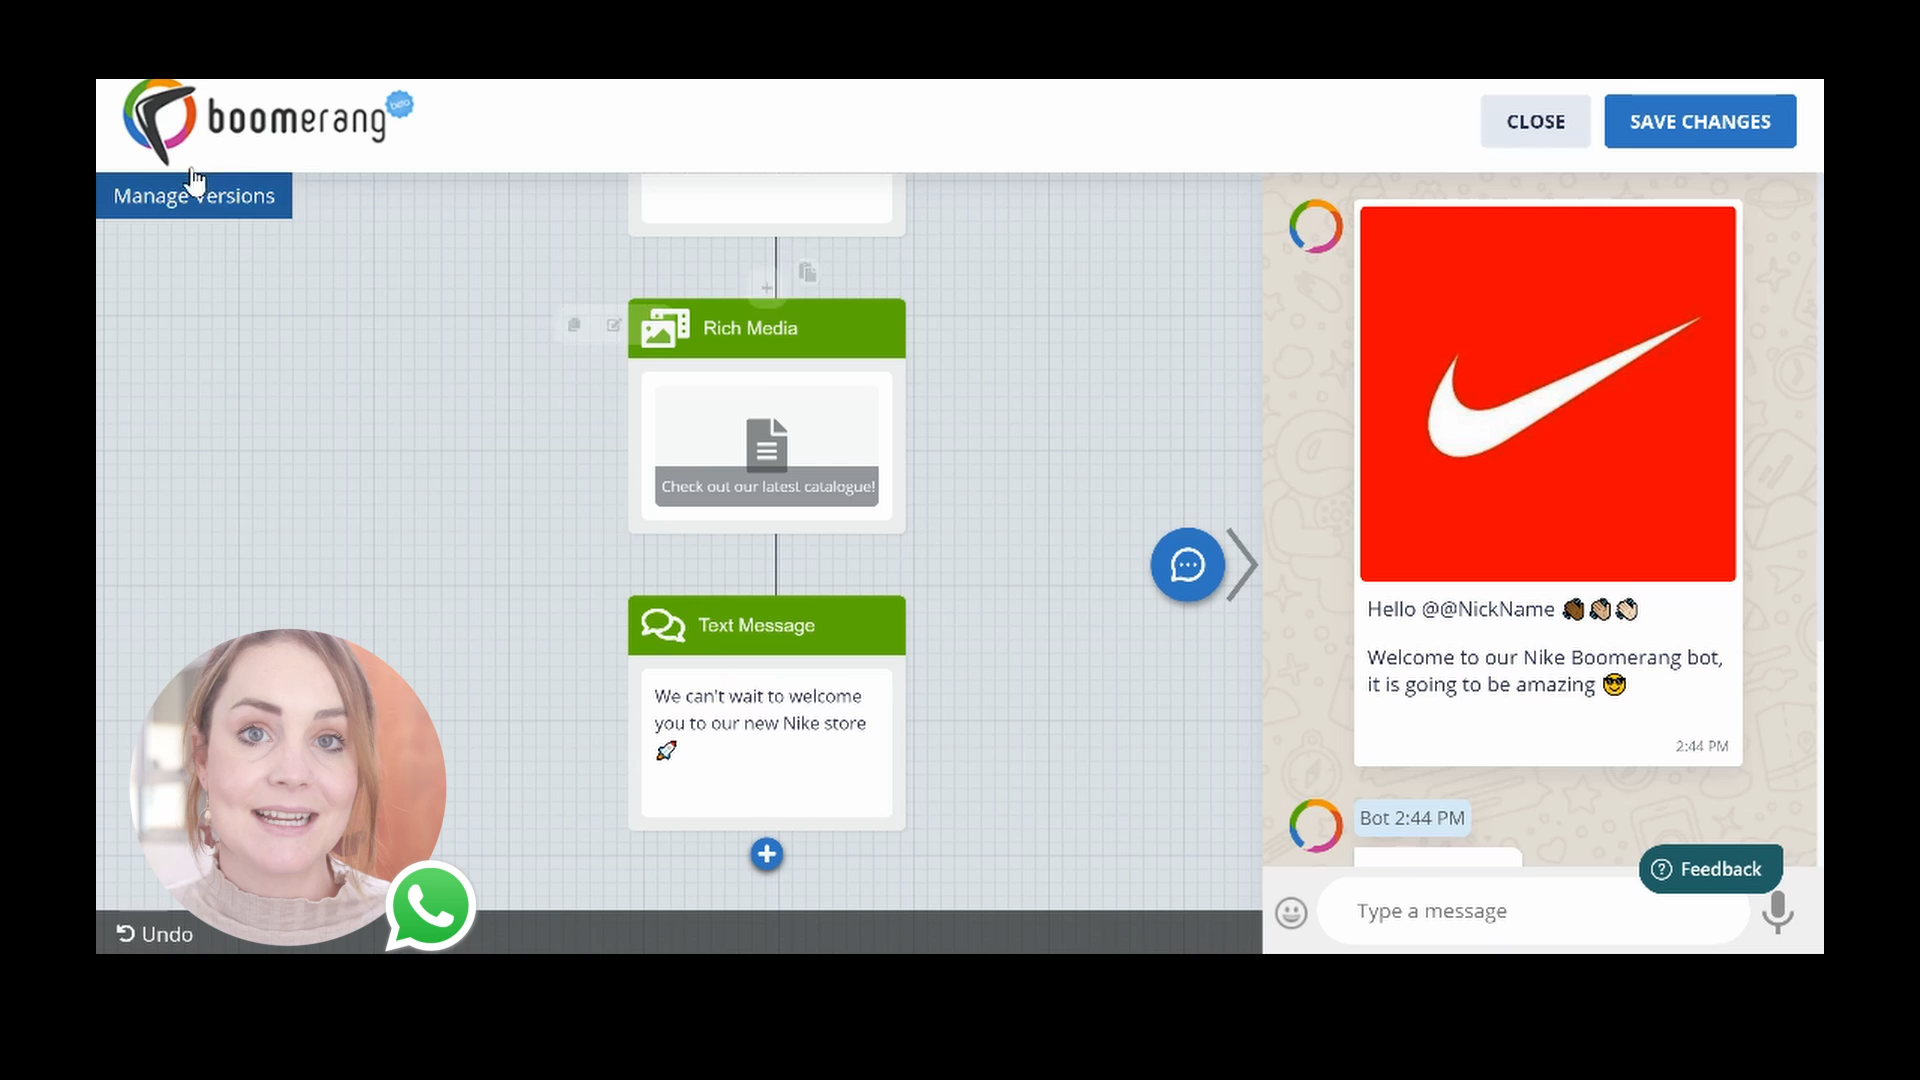 boomerang beta
CLOSE
SAVE CHANGES
Manage Versions
Rich Media
Check out our latest catalogue!
Text Message
We can't wait to welcome
you to our new Nike store
🚀
Undo
Hello @@NickName 👏🏾👏🏽👏🏻
Welcome to our Nike Boomerang bot,
it is going to be amazing 😎
2:44 PM
Bot 2:44 PM
Feedback
Type a message